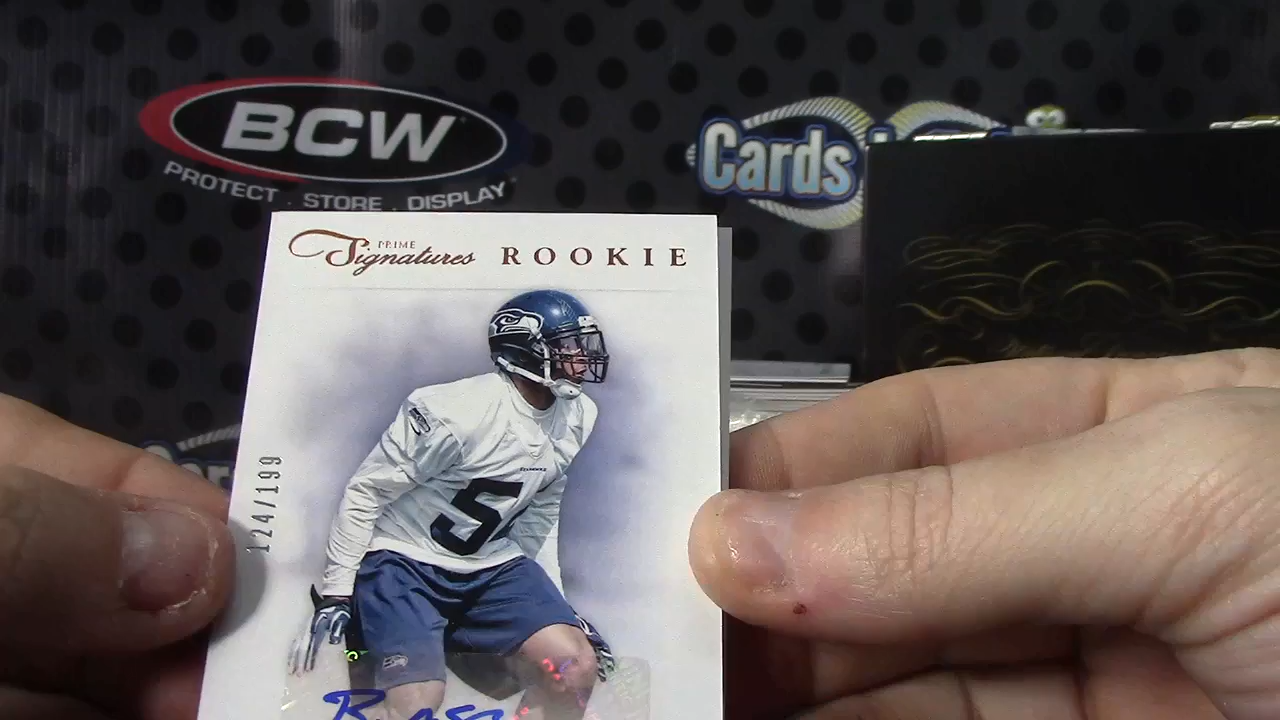 BCW
PROTECT . STORE . DISPLAY
Cards
PRIME
Signatures ROOKIE
124/199